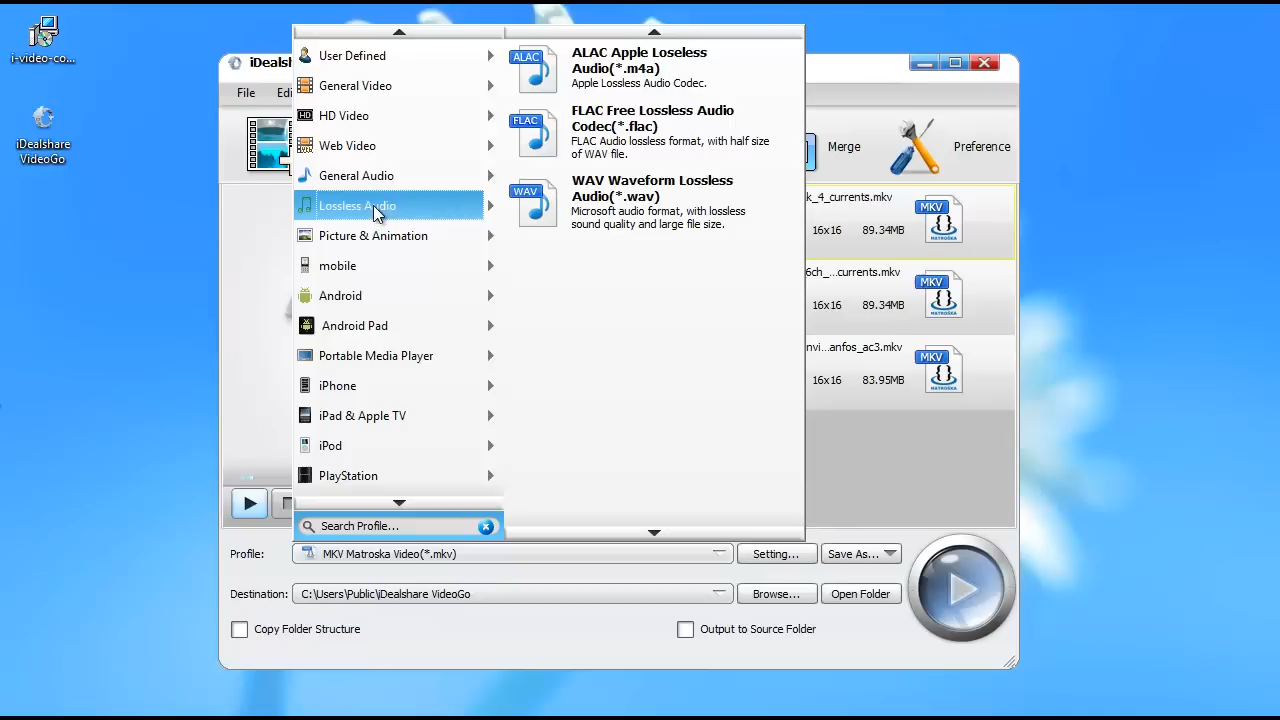 i-video-co...
iDealshare
VideoGo
iDealsh
File
Edi
User Defined
General Video
HD Video
Web Video
General Audio
Lossless Audio
Picture & Animation
mobile
Android
Android Pad
Portable Media Player
iPhone
iPad & Apple TV
iPod
PlayStation
Search Profile...
ALAC
ALAC Apple Loseless
Audio(*.m4a)
Apple Lossless Audio Codec.
FLAC
FLAC Free Lossless Audio
Codec(*.flac)
FLAC Audio lossless format, with half size
of WAV file.
WAV
WAV Waveform Lossless
Audio(*.wav)
Microsoft audio format, with lossless
sound quality and large file size.
Merge
Preference
k_4_currents.mkv
16x16 89.34MB
MKV
MATROŠKA
6ch_...currents.mkv
16x16 89.34MB
MKV
MATROŠKA
nvi...anfos_ac3.mkv
16x16 83.95MB
MKV
MATROŠKA
Profile: MKV Matroska Video(*.mkv) Setting... Save As...
Destination: C:\Users\Public\iDealshare VideoGo Browse... Open Folder
Copy Folder Structure Output to Source Folder